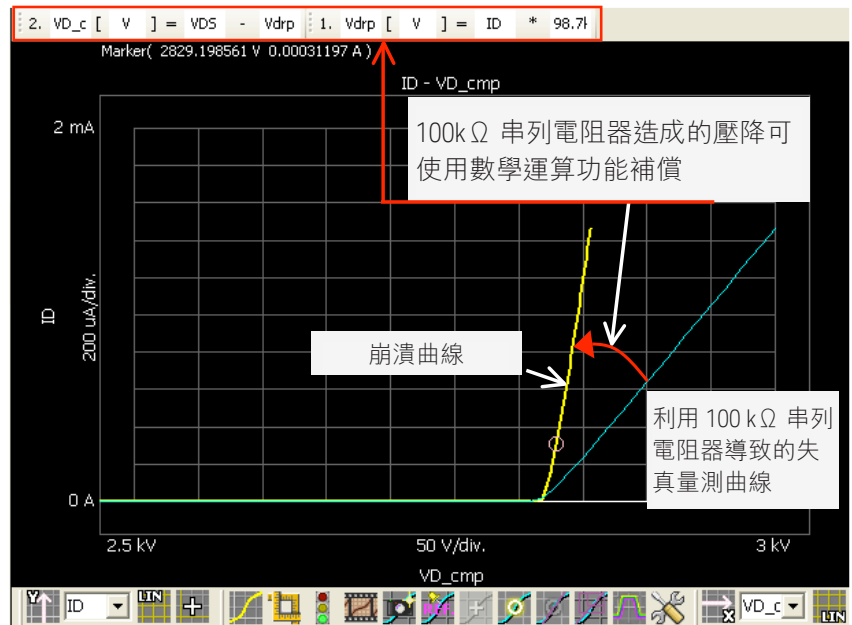 2. VD_c [ V ] = VDS - Vdrp 1. Vdrp [ V ] = ID * 98.7k
Marker( 2829.198561 V 0.00031197 A )
ID - VD_cmp
2 mA
100kΩ 串列電阻器造成的壓降可
使用數學運算功能補償
ID
200 uA/div.
崩潰曲線
利用 100 kΩ 串列
電阻器導致的失
真量測曲線
0 A
2.5 kV
50 V/div.
3 kV
VD_cmp
Y
ID
LIN
X
VD_c
LIN